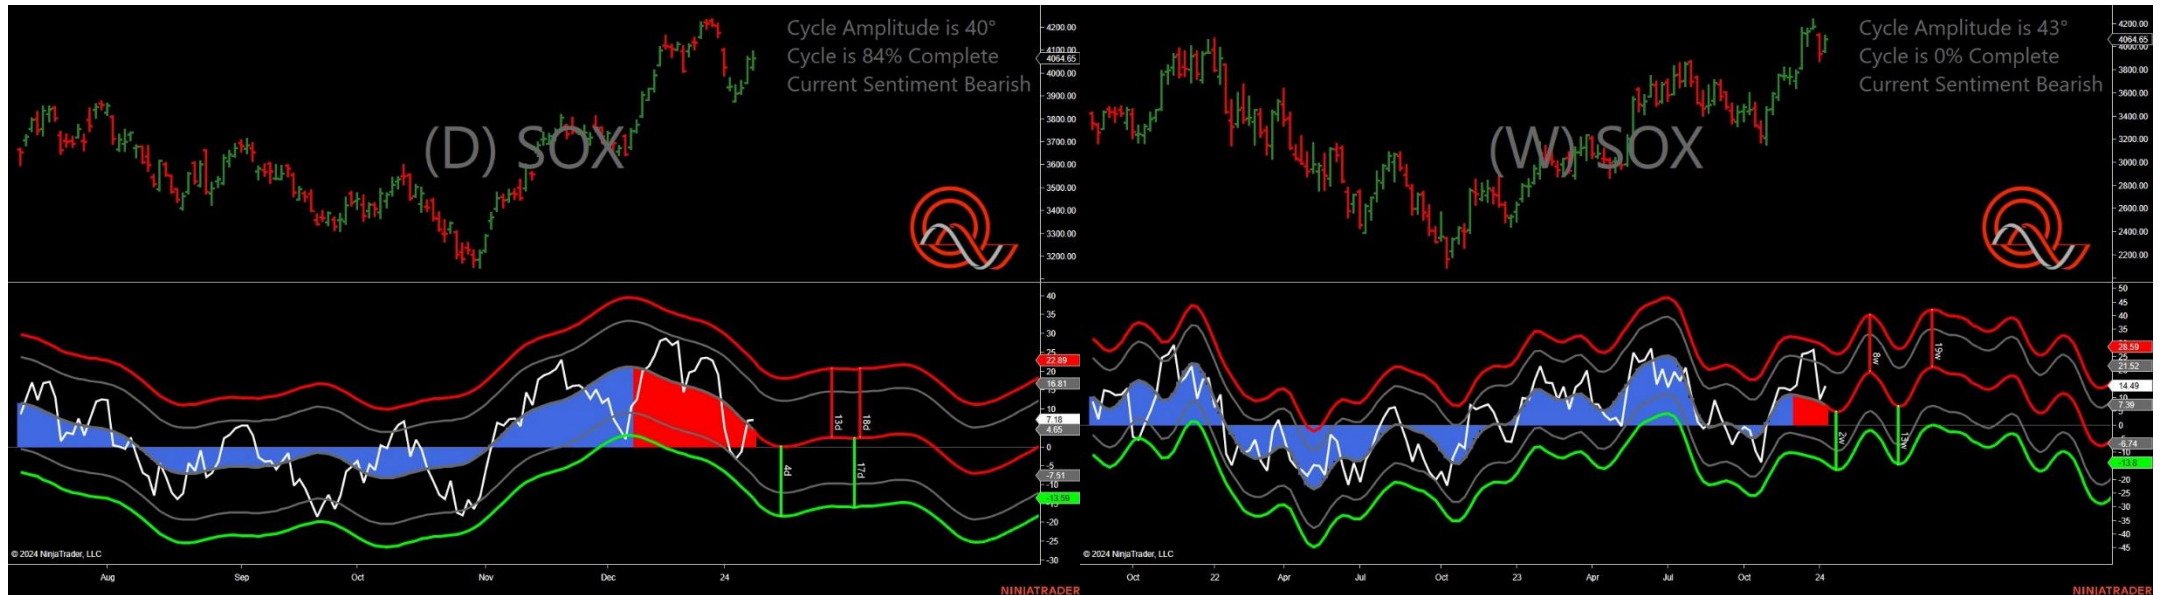 Cycle Amplitude is 40°
Cycle is 84% Complete
Current Sentiment Bearish
(D) SOX
4200.00
4100.00
4064.65
4000.00
3900.00
3800.00
3700.00
3600.00
3500.00
3400.00
3300.00
3200.00
40
35
30
25
22.89
20
16.81
15
10
7.18
5
4.65
0
-5
-7.51
-10
-13.59
-15
-20
-25
-30
13d
18d
4d
17d
© 2024 NinjaTrader, LLC
Aug
Sep
Oct
Nov
Dec
24
NINJATRADER
Cycle Amplitude is 43°
Cycle is 0% Complete
Current Sentiment Bearish
(W) SOX
4200.00
4064.65
4000.00
3800.00
3600.00
3400.00
3200.00
3000.00
2800.00
2600.00
2400.00
2200.00
50
45
40
35
30
28.59
25
21.52
20
14.49
10
7.39
5
0
-6.74
-10
-13.8
-15
-20
-25
-30
-35
-40
-45
8w
19w
2w
13w
© 2024 NinjaTrader, LLC
Oct
22
Apr
Jul
Oct
23
Apr
Jul
Oct
24
NINJATRADER